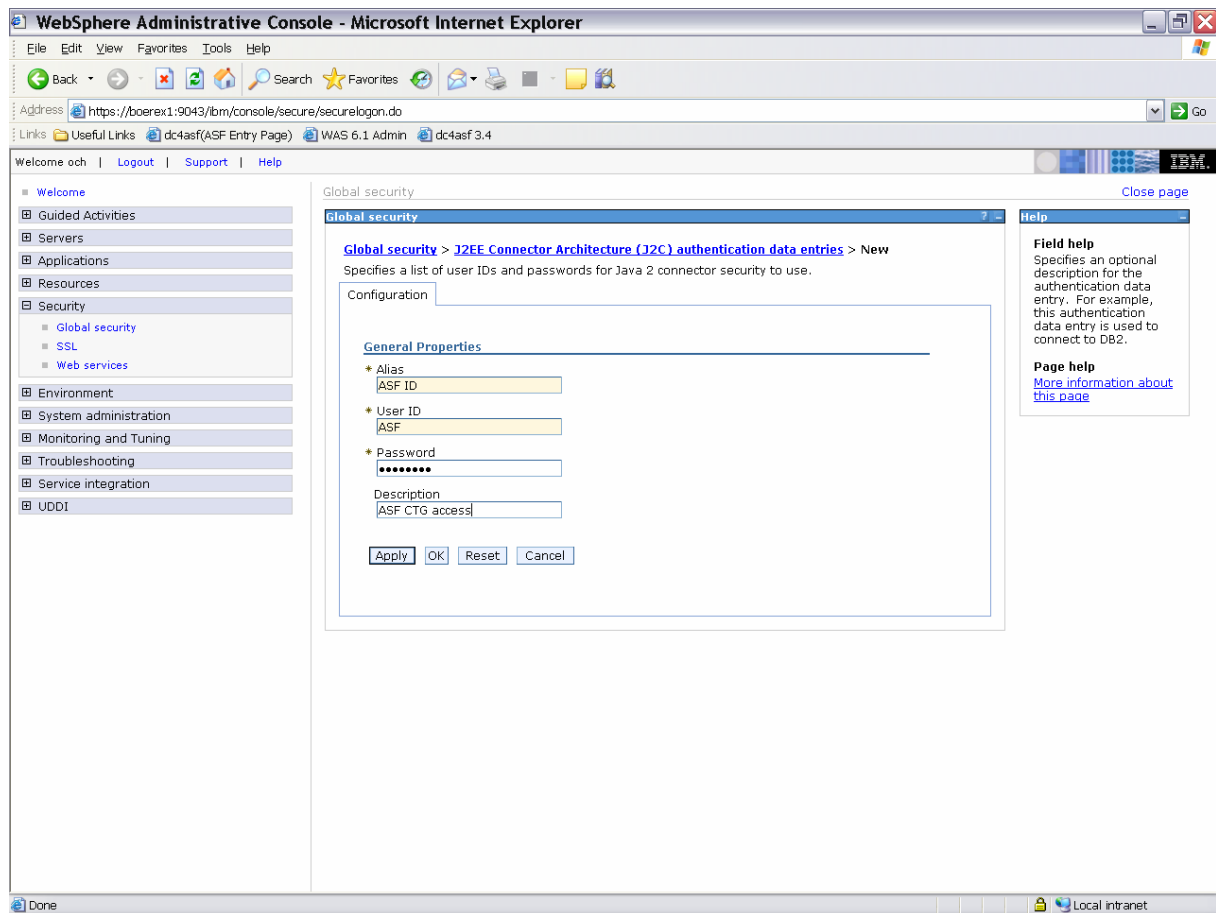 WebSphere Administrative Console - Microsoft Internet Explorer
File Edit View Favorites Tools Help
Back Search Favorites
Address https://boerex1:9043/ibm/console/secure/securelogon.do Go
Links Useful Links dc4asf(ASF Entry Page) WAS 6.1 Admin dc4asf 3.4
Welcome och | Logout | Support | Help IBM.
Welcome
Guided Activities
Servers
Applications
Resources
Security
Global security
SSL
Web services
Environment
System administration
Monitoring and Tuning
Troubleshooting
Service integration
UDDI
Global security Close page
Global security ? -
Global security > J2EE Connector Architecture (J2C) authentication data entries > New
Specifies a list of user IDs and passwords for Java 2 connector security to use.
Configuration
General Properties
* Alias
ASF ID
* User ID
ASF
* Password
••••••••
Description
ASF CTG access
Apply OK Reset Cancel
Help -
Field help
Specifies an optional
description for the
authentication data
entry. For example,
this authentication
data entry is used to
connect to DB2.
Page help
More information about
this page
Done Local intranet